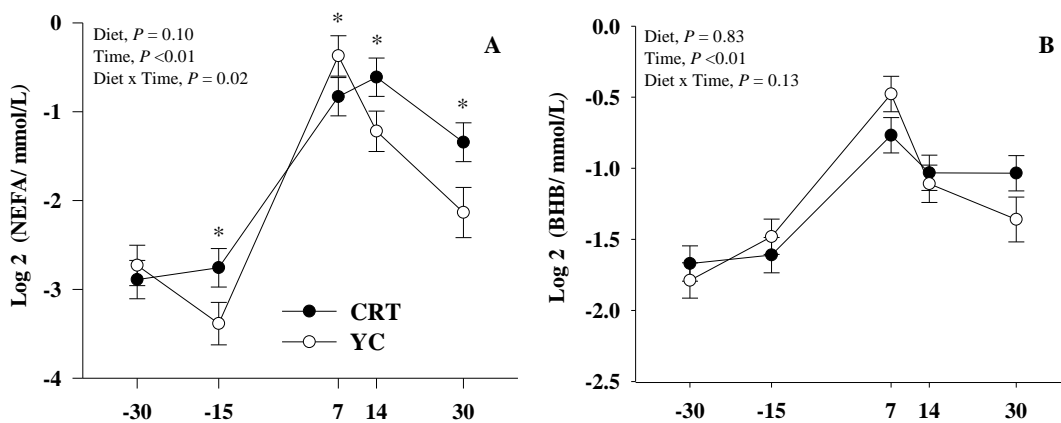 0
-1
-2
-3
-4
Log 2 (NEFA/ mmol/L)
Diet, P = 0.10
Time, P <0.01
Diet x Time, P = 0.02
A
*
*
*
*
CRT
YC
-30
-15
7
14
30
0.0
-0.5
-1.0
-1.5
-2.0
-2.5
Log 2 (BHB/ mmol/L)
Diet, P = 0.83
Time, P <0.01
Diet x Time, P = 0.13
B
-30
-15
7
14
30